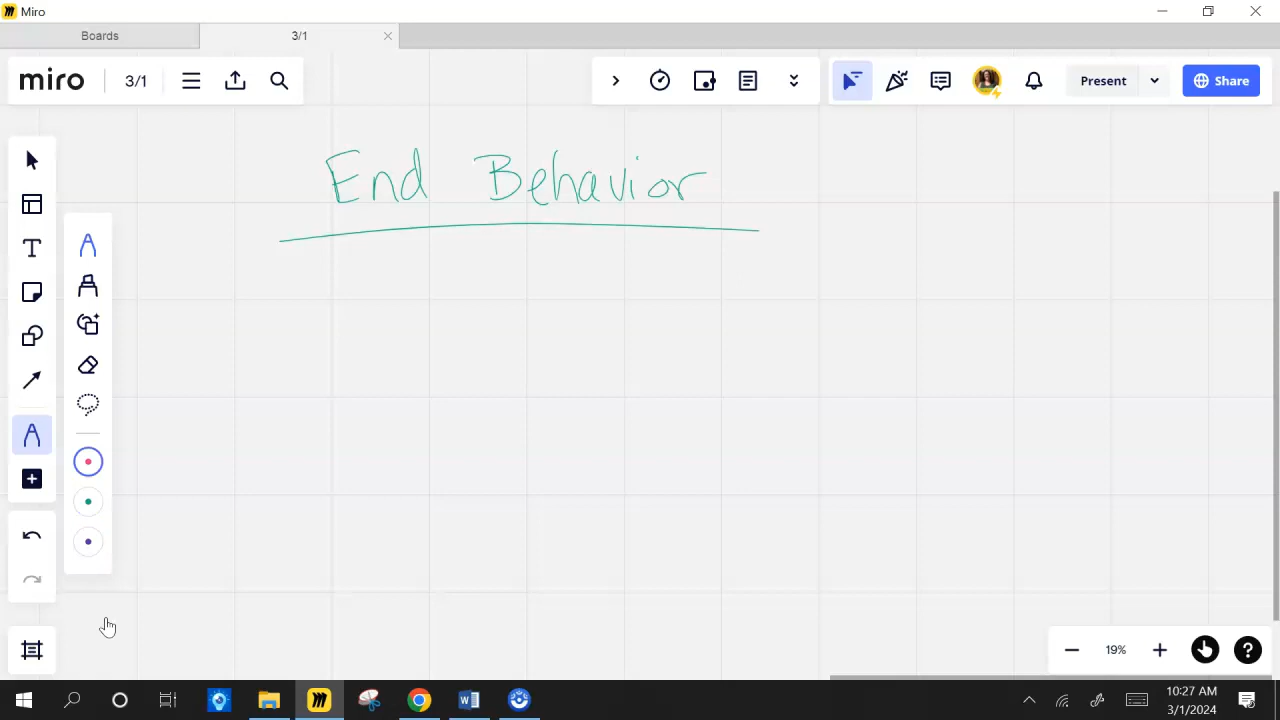 Miro
Boards
3/1
miro
3/1
Present
Share
End Behavior
19%
10:27 AM
3/1/2024